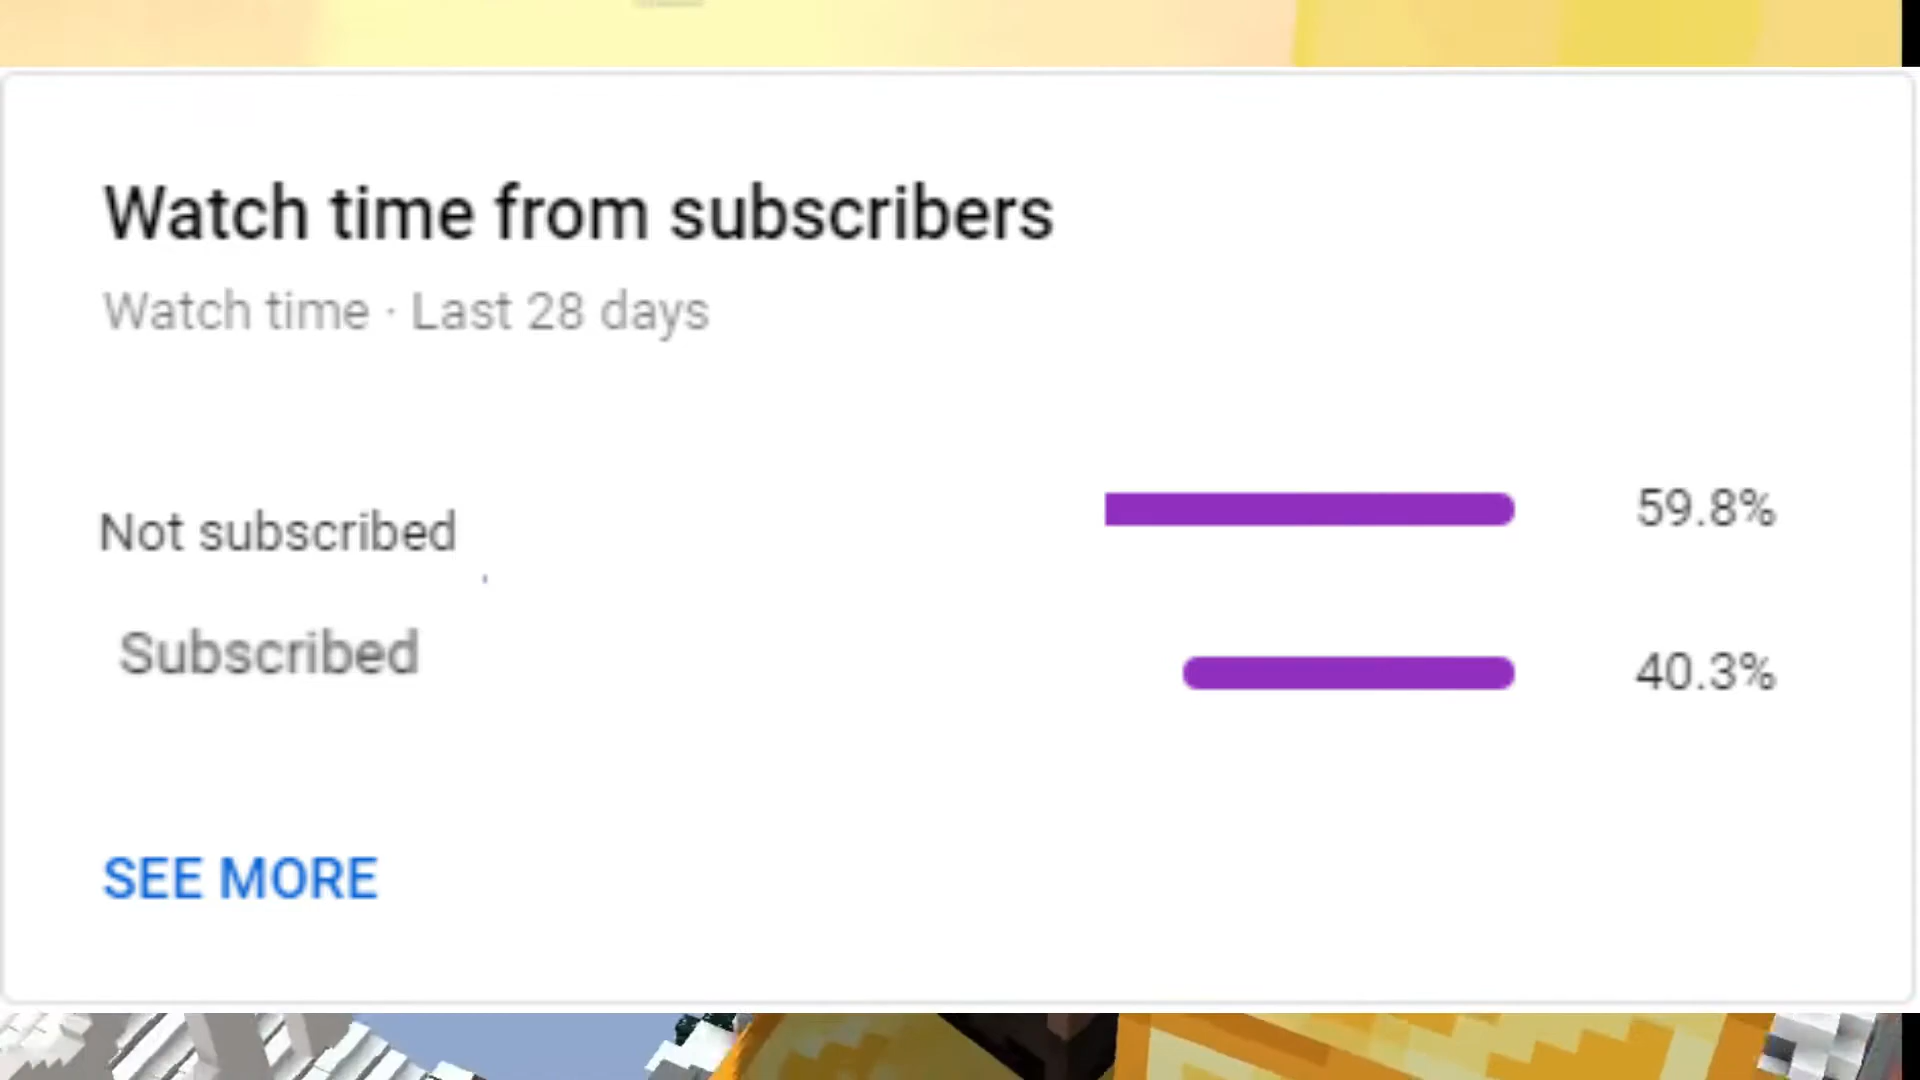 Watch time from subscribers
Watch time · Last 28 days
Not subscribed 59.8%
Subscribed 40.3%
SEE MORE